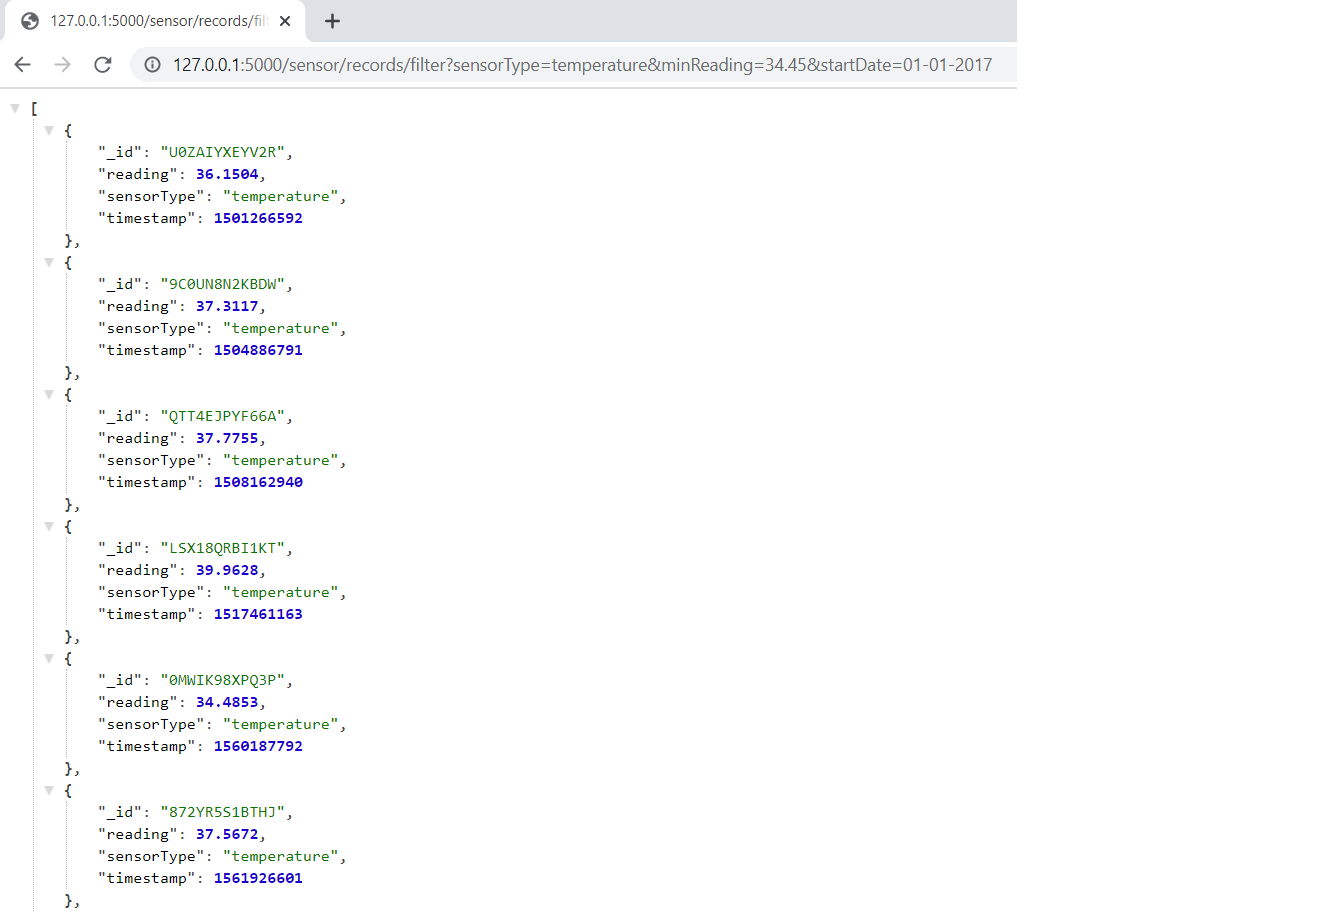 127.0.0.1:5000/sensor/records/fil
127.0.0.1:5000/sensor/records/filter?sensorType=temperature&minReading=34.45&startDate=01-01-2017
[
{
"_id": "U0ZAIYXEYV2R",
"reading": 36.1504,
"sensorType": "temperature",
"timestamp": 1501266592
},
{
"_id": "9C0UN8N2KBDW",
"reading": 37.3117,
"sensorType": "temperature",
"timestamp": 1504886791
},
{
"_id": "QTT4EJPYF66A",
"reading": 37.7755,
"sensorType": "temperature",
"timestamp": 1508162940
},
{
"_id": "LSX18QRBI1KT",
"reading": 39.9628,
"sensorType": "temperature",
"timestamp": 1517461163
},
{
"_id": "0MWIK98XPQ3P",
"reading": 34.4853,
"sensorType": "temperature",
"timestamp": 1560187792
},
{
"_id": "872YR5S1BTHJ",
"reading": 37.5672,
"sensorType": "temperature",
"timestamp": 1561926601
},